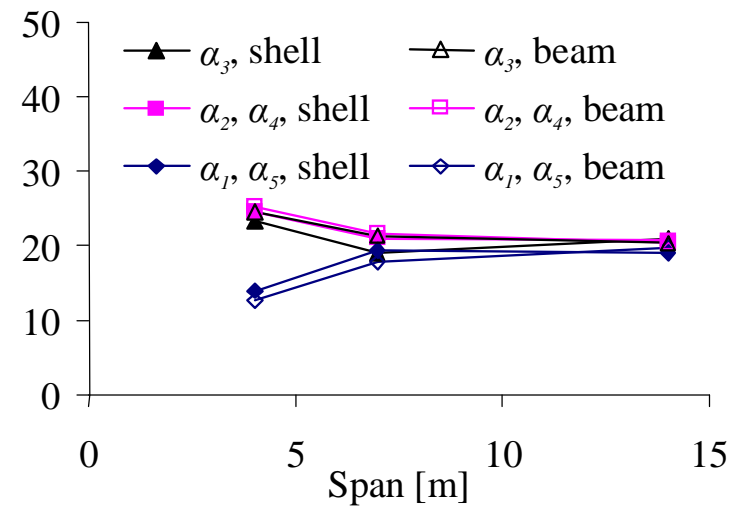 50
α3, shell α3, beam
40
α2, α4, shell α2, α4, beam
30
α1, α5, shell α1, α5, beam
20
10
0
0 5 10 15
Span [m]